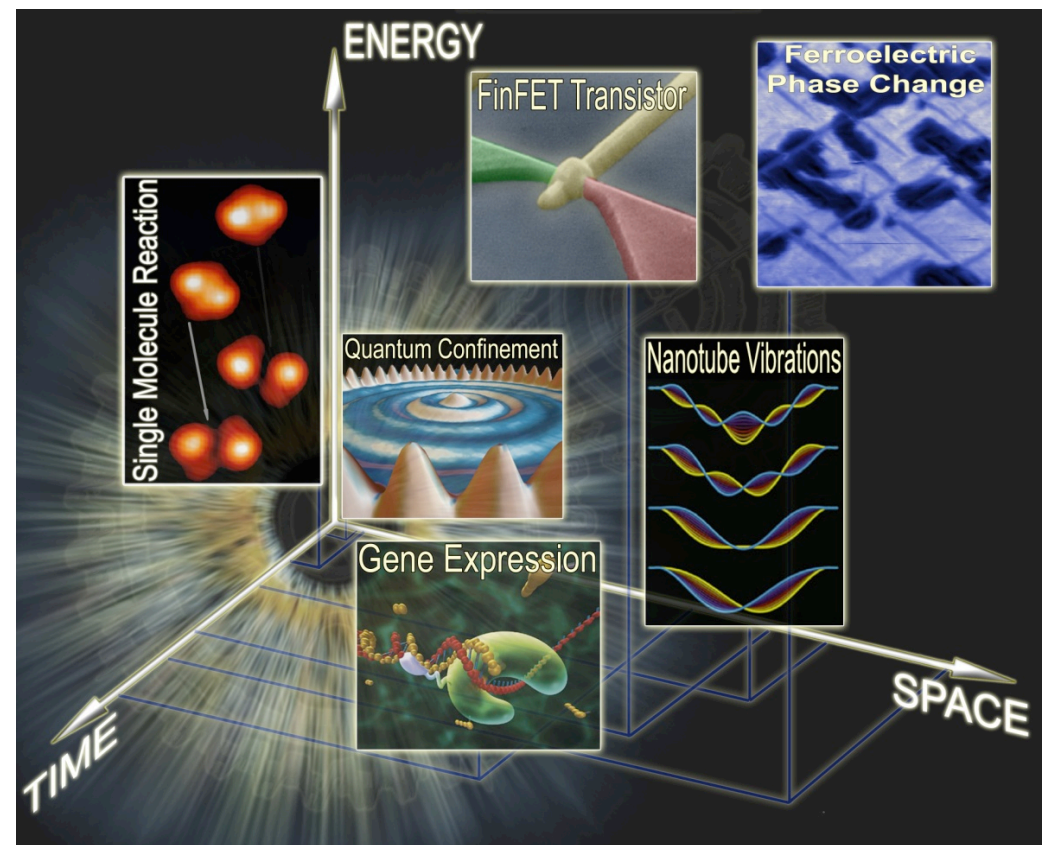 ENERGY
FinFET Transistor
Ferroelectric
Phase Change
Single Molecule Reaction
Quantum Confinement
Nanotube Vibrations
Gene Expression
SPACE
TIME